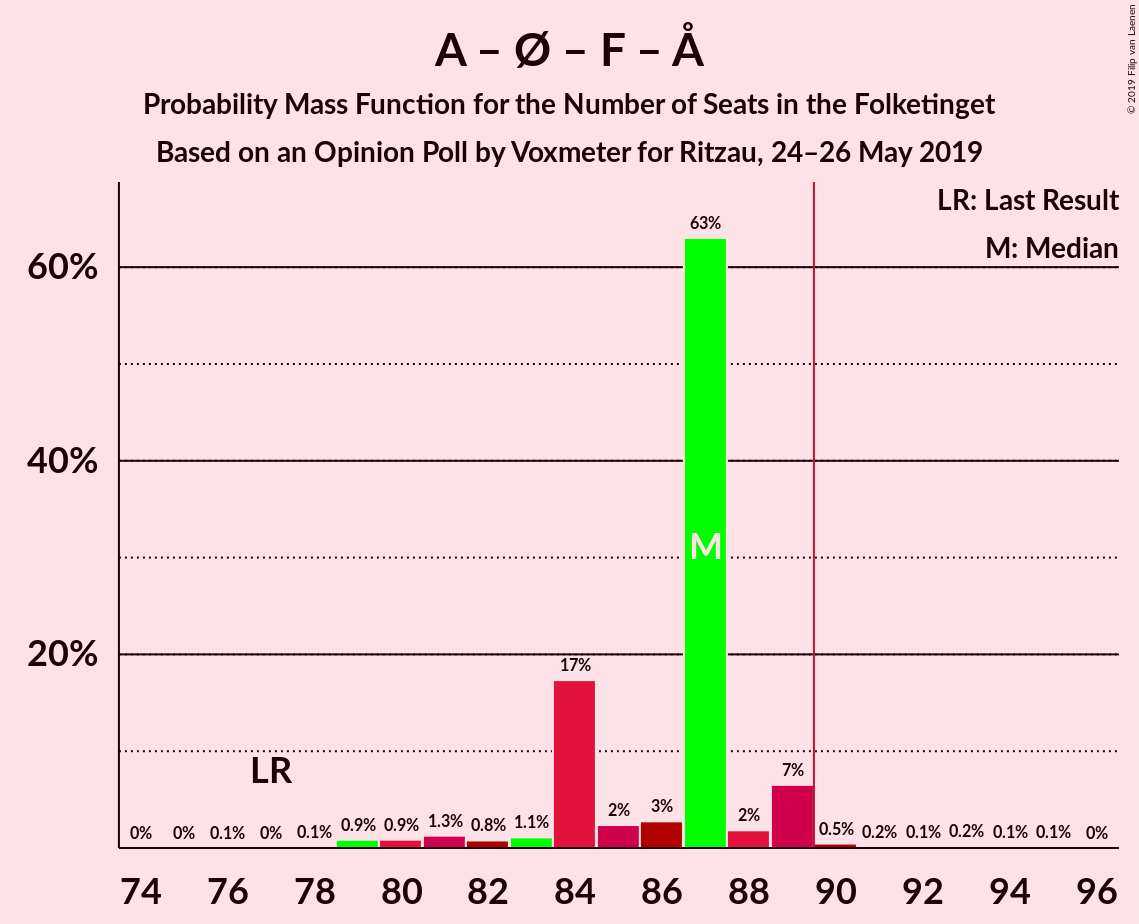 A – Ø – F – Å
Probability Mass Function for the Number of Seats in the Folketinget
Based on an Opinion Poll by Voxmeter for Ritzau, 24–26 May 2019
© 2019 Filip van Laenen
LR: Last Result
M: Median
60%
40%
20%
63%
M
17%
LR
7%
0% 0% 0.1% 0% 0.1% 0.9% 0.9% 1.3% 0.8% 1.1% 2% 3% 2% 0.5% 0.2% 0.1% 0.2% 0.1% 0.1% 0%
74 76 78 80 82 84 86 88 90 92 94 96